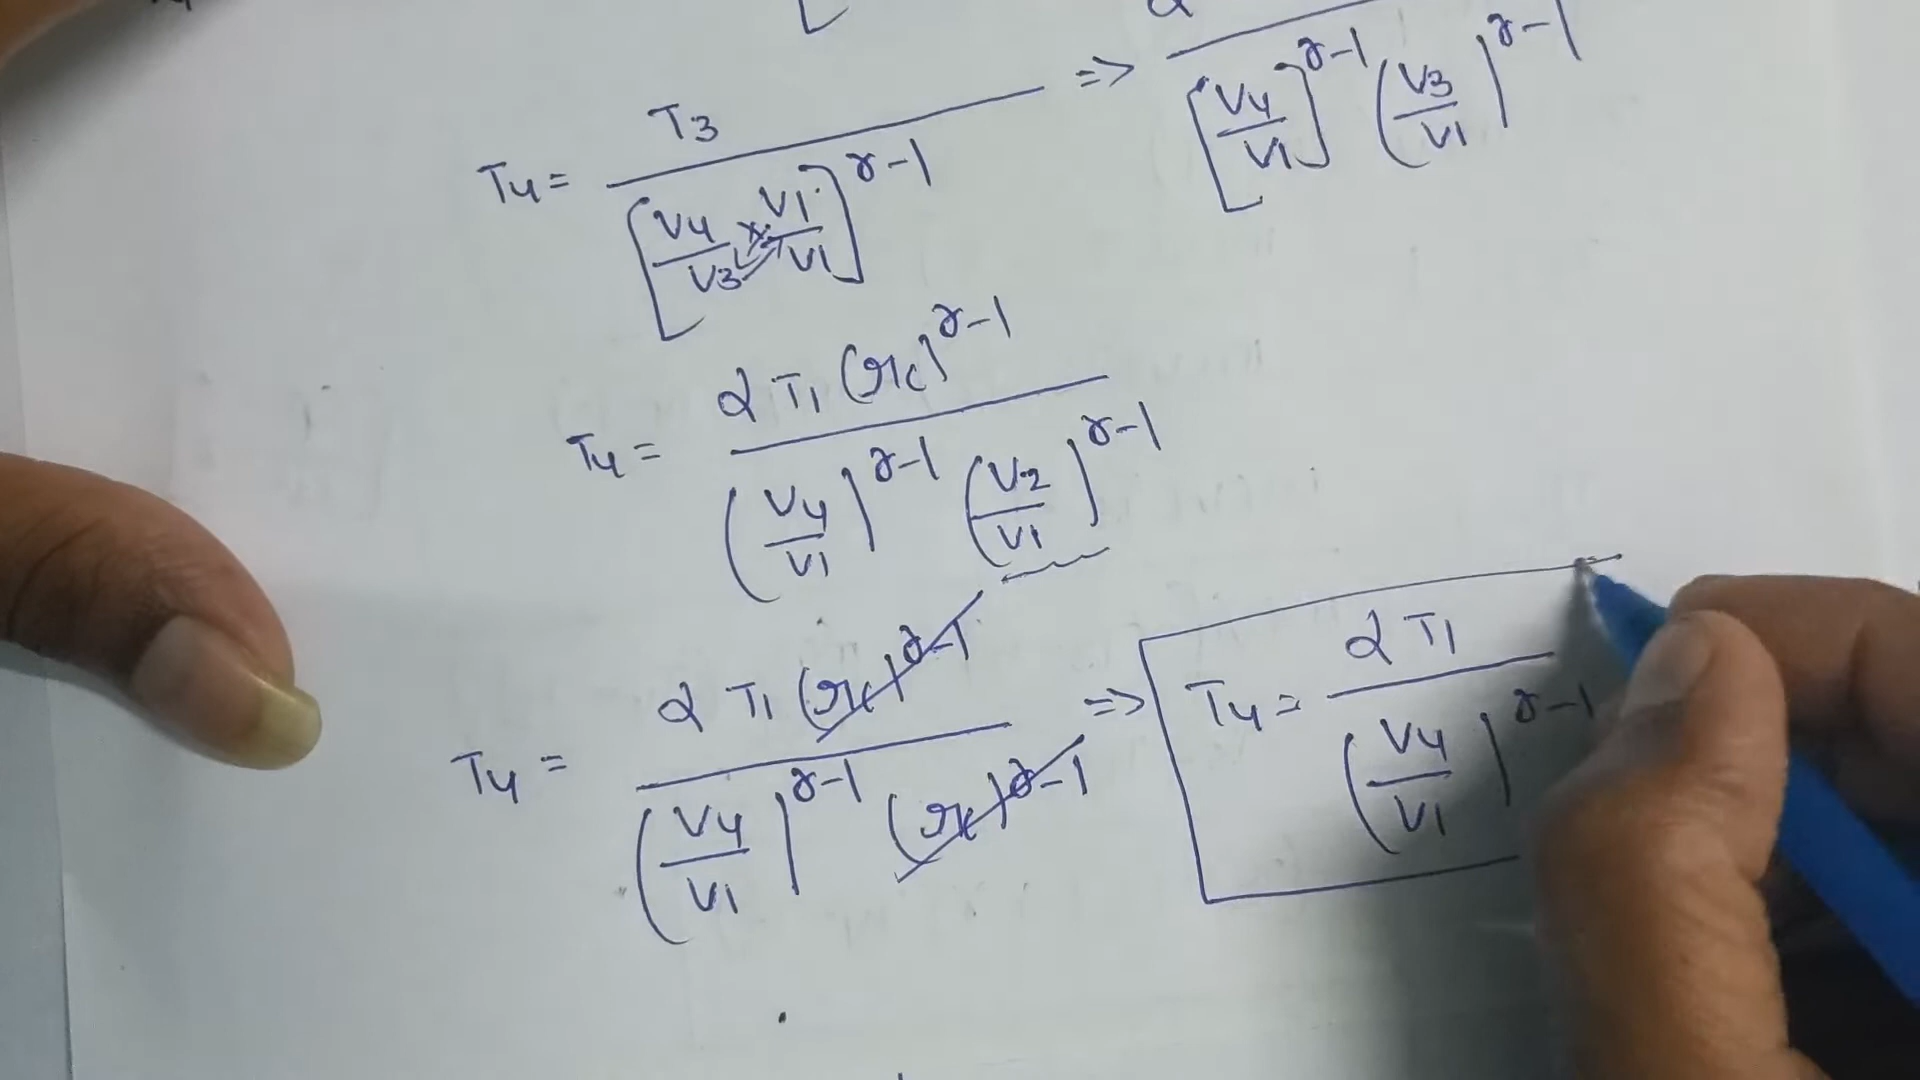 T4 = T3 / [V4/V3 × V1/V1]^γ-1 => α / [V4/V1]^γ-1 (V3/V1)^γ-1
T4 = α T1 (rc)^γ-1 / (V4/V1)^γ-1 (V2/V1)^γ-1
T4 = α T1 (rc)^γ-1 / (V4/V1)^γ-1 (rc)^γ-1 => T4 = α T1 / (V4/V1)^γ-1